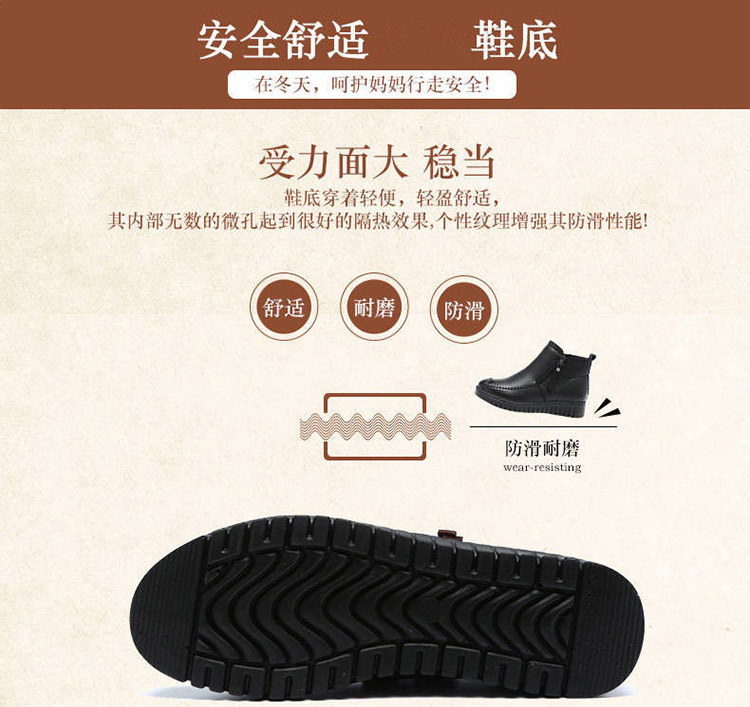 安全舒适 鞋底
在冬天，呵护妈妈行走安全!
受力面大 稳当
鞋底穿着轻便，轻盈舒适，
其内部无数的微孔起到很好的隔热效果,个性纹理增强其防滑性能!
舒适 耐磨 防滑
防滑耐磨
wear-resisting